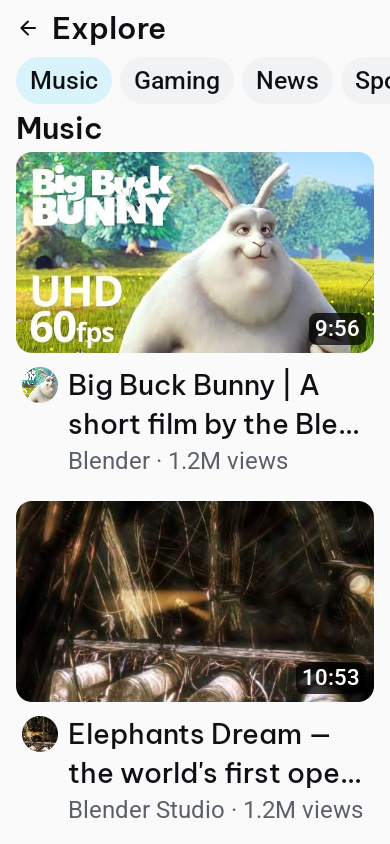 Explore
Music Gaming News Spo
Music
Big Buck
BUNNY
UHD
60fps
9:56
Big Buck Bunny | A
short film by the Ble...
Blender · 1.2M views
10:53
Elephants Dream –
the world's first ope...
Blender Studio · 1.2M views